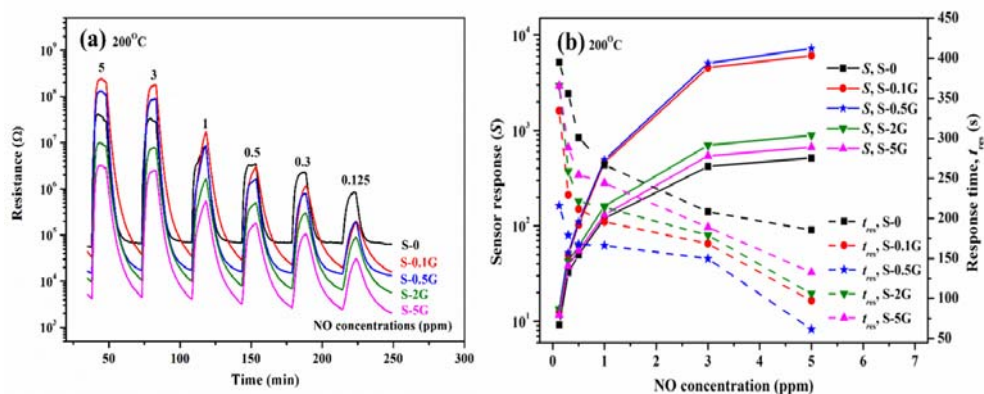 (a) 200°C
5
3
1
0.5
0.3
0.125
S-0
S-0.1G
S-0.5G
S-2G
S-5G
NO concentrations (ppm)
10⁹
10⁸
10⁷
10⁶
10⁵
10⁴
10³
10²
Resistance (Ω)
50 100 150 200 250 300
Time (min)
(b) 200°C
S, S-0
S, S-0.1G
S, S-0.5G
S, S-2G
S, S-5G
tres, S-0
tres, S-0.1G
tres, S-0.5G
tres, S-2G
tres, S-5G
10⁴
10³
10²
10¹
Sensor response (S)
0 1 2 3 4 5 6 7
NO concentration (ppm)
450
400
350
300
250
200
150
100
50
Response time, tres (s)